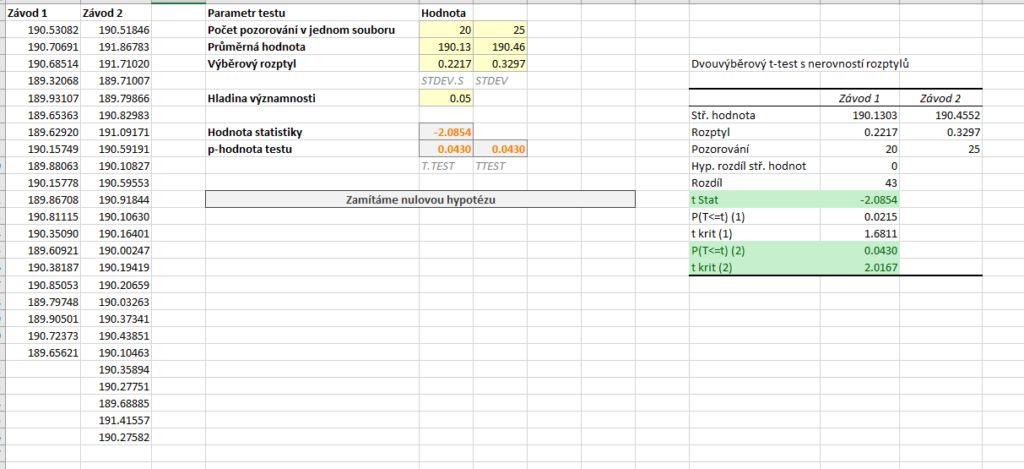 Závod 1 Závod 2 Parametr testu Hodnota
190.53082 190.51846 Počet pozorování v jednom souboru 20 25
190.70691 191.86783 Průměrná hodnota 190.13 190.46
190.68514 191.71020 Výběrový rozptyl 0.2217 0.3297 Dvouvýběrový t-test s nerovností rozptylů
189.32068 189.71007 STDEV.S STDEV
189.93107 189.79866 Hladina významnosti 0.05 Závod 1 Závod 2
189.65363 190.82983 Stř. hodnota 190.1303 190.4552
189.62920 191.09171 Hodnota statistiky -2.0854 Rozptyl 0.2217 0.3297
190.15749 190.59191 p-hodnota testu 0.0430 0.0430 Pozorování 20 25
189.88063 190.10827 T.TEST TTEST Hyp. rozdíl stř. hodnot 0
190.15778 190.59553 Rozdíl 43
189.86708 190.91844 Zamítáme nulovou hypotézu t Stat -2.0854
190.81115 190.10630 P(T<=t) (1) 0.0215
190.35090 190.16401 t krit (1) 1.6811
189.60921 190.00247 P(T<=t) (2) 0.0430
190.38187 190.19419 t krit (2) 2.0167
190.85053 190.20659
189.79748 190.03263
189.90501 190.37341
190.72373 190.43851
189.65621 190.10463
190.35894
190.27751
189.68885
191.41557
190.27582